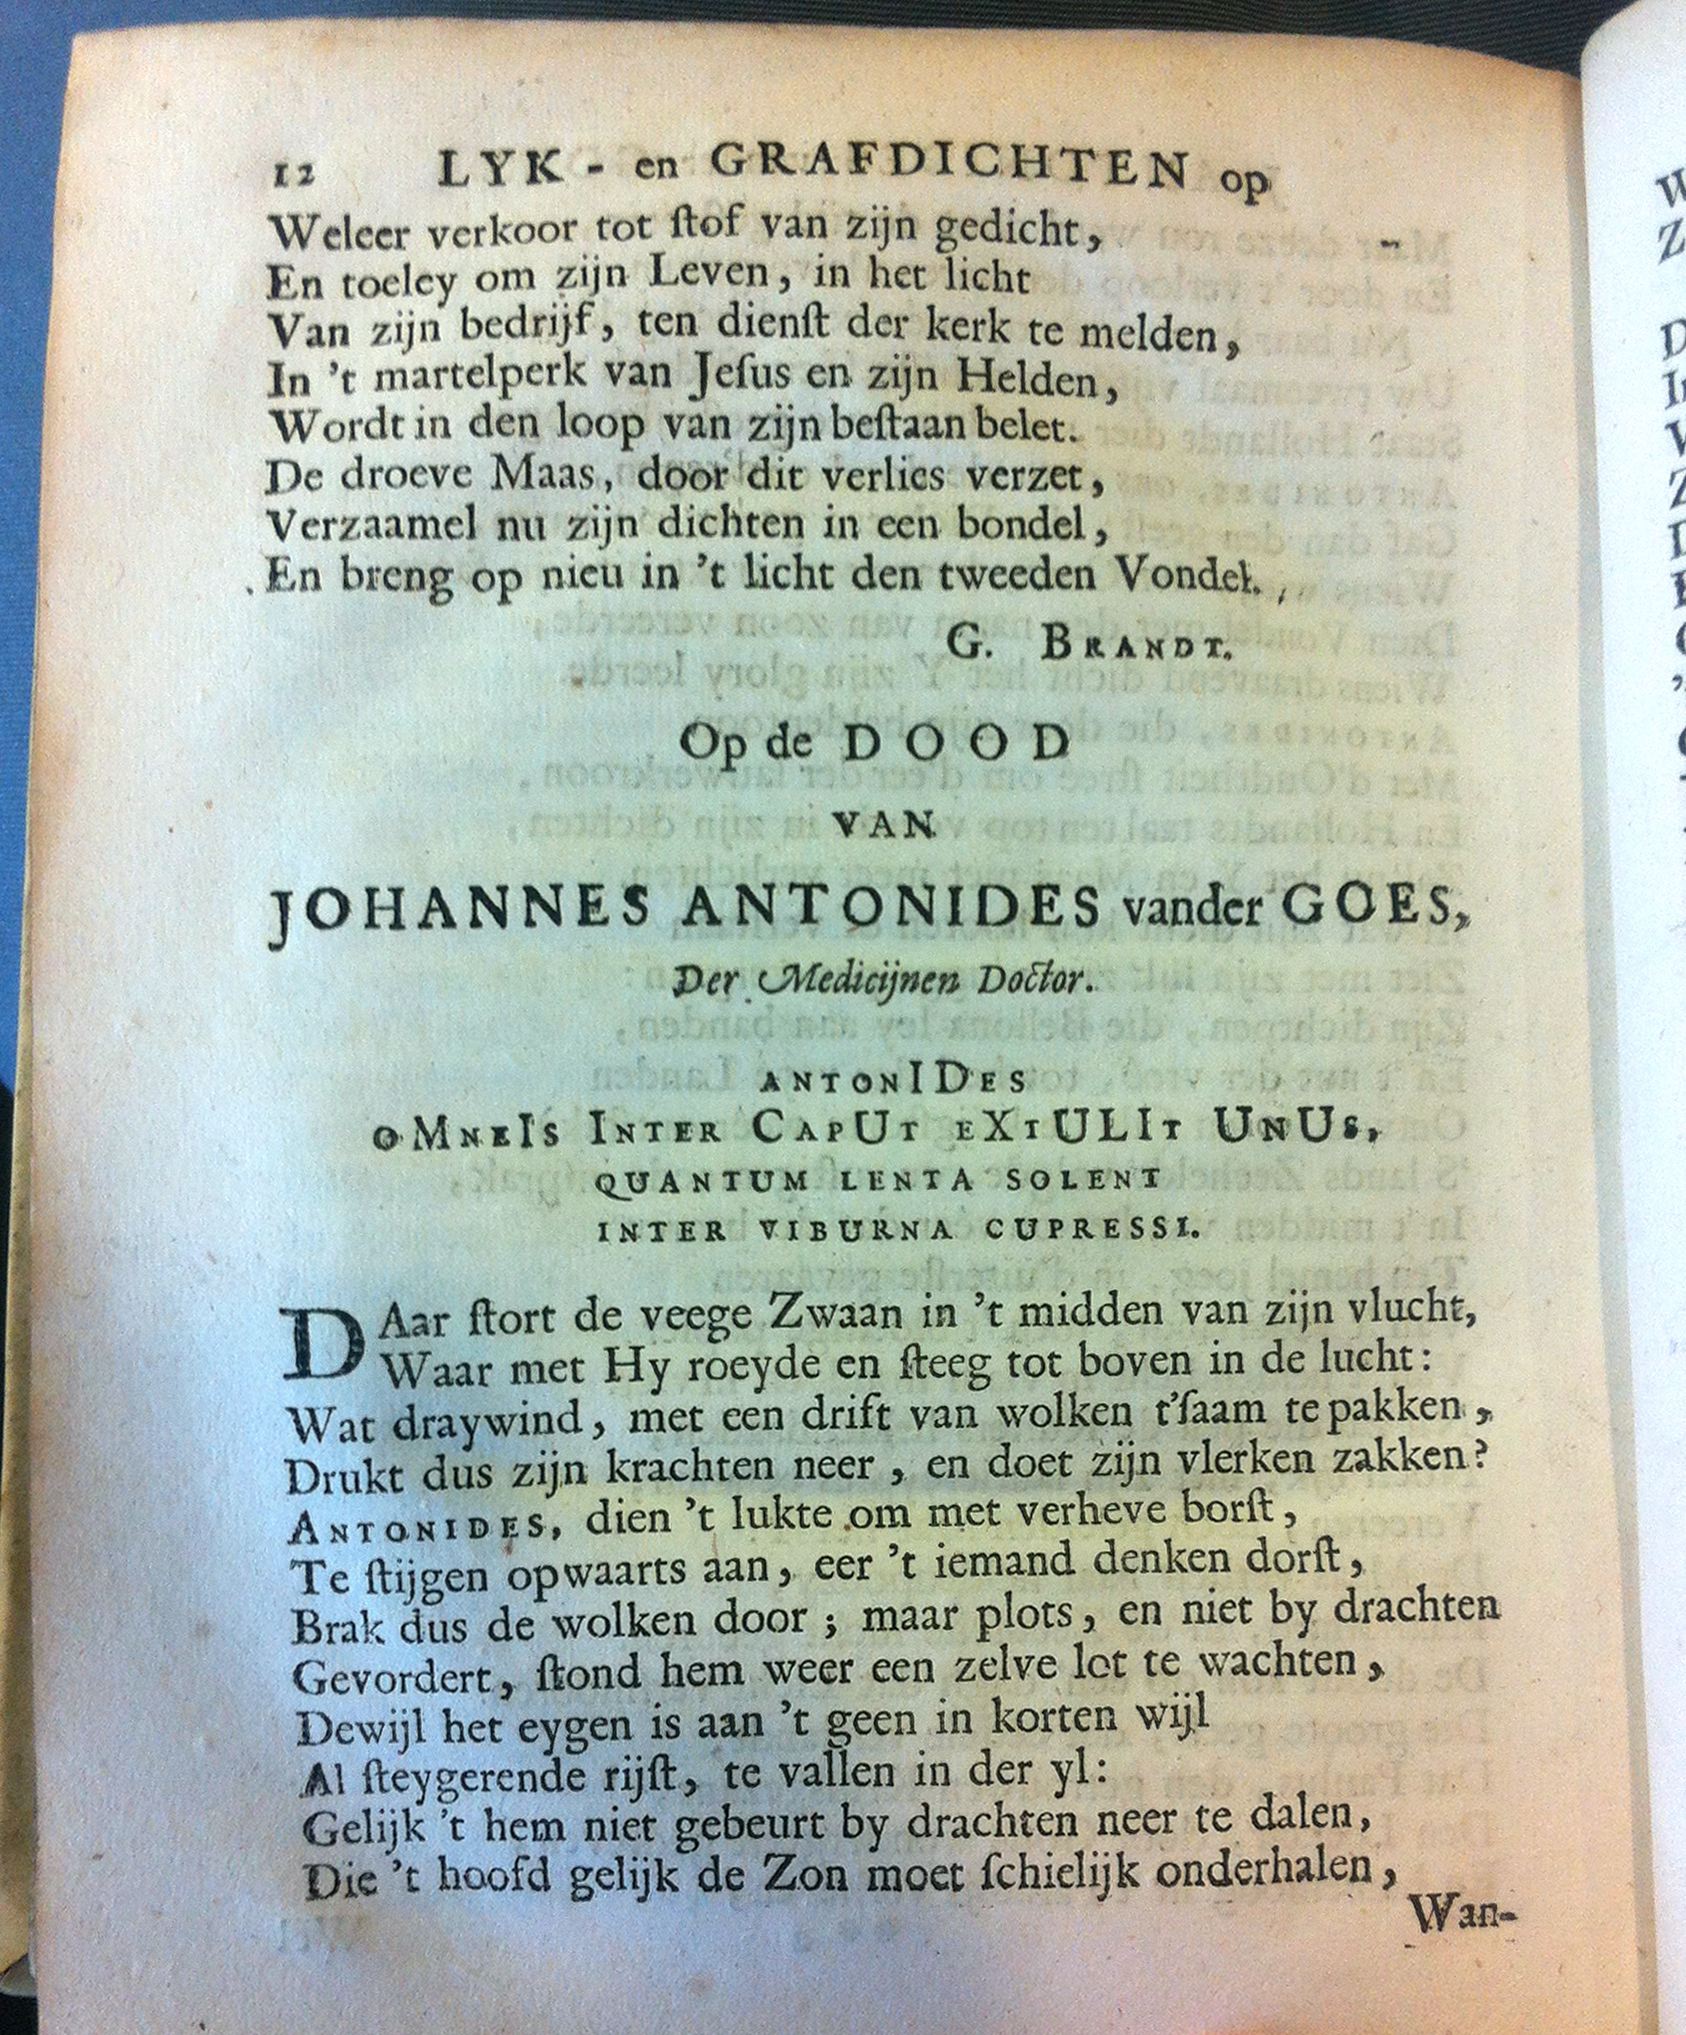 12 LYK - en GRAFDICHTEN op
Weleer verkoor tot ſtof van zijn gedicht,
En toeley om zijn Leven, in het licht
Van zijn bedrijf, ten dienſt der kerk te melden,
In 't martelperk van Jeſus en zijn Helden,
Wordt in den loop van zijn beſtaan belet.
De droeve Maas, door dit verlies verzet,
Verzaamel nu zijn dichten in een bondel,
En breng op nieu in 't licht den tweeden Vondel.
G. BRANDT.
Op de DOOD
VAN
JOHANNES ANTONIDES vander GOES,
Der Medicijnen Doctor.
ANTONIDES
OMNEIS INTER CAPUT EXTULIT UNUS,
QUANTUM LENTA SOLENT
INTER VIBURNA CUPRESSI.
DAar ſtort de veege Zwaan in 't midden van zijn vlucht,
Waar met Hy roeyde en ſteeg tot boven in de lucht:
Wat draywind, met een drift van wolken t'ſaam te pakken,
Drukt dus zijn krachten neer, en doet zijn vlerken zakken?
ANTONIDES, dien 't lukte om met verheve borſt,
Te ſtijgen opwaarts aan, eer 't iemand denken dorſt,
Brak dus de wolken door; maar plots, en niet by drachten
Gevordert, ſtond hem weer een zelve lot te wachten,
Dewijl het eygen is aan 't geen in korten wijl
Al ſteygerende rijſt, te vallen in der yl:
Gelijk 't hem niet gebeurt by drachten neer te dalen,
Die 't hoofd gelijk de Zon moet ſchielijk onderhalen,
Wan-